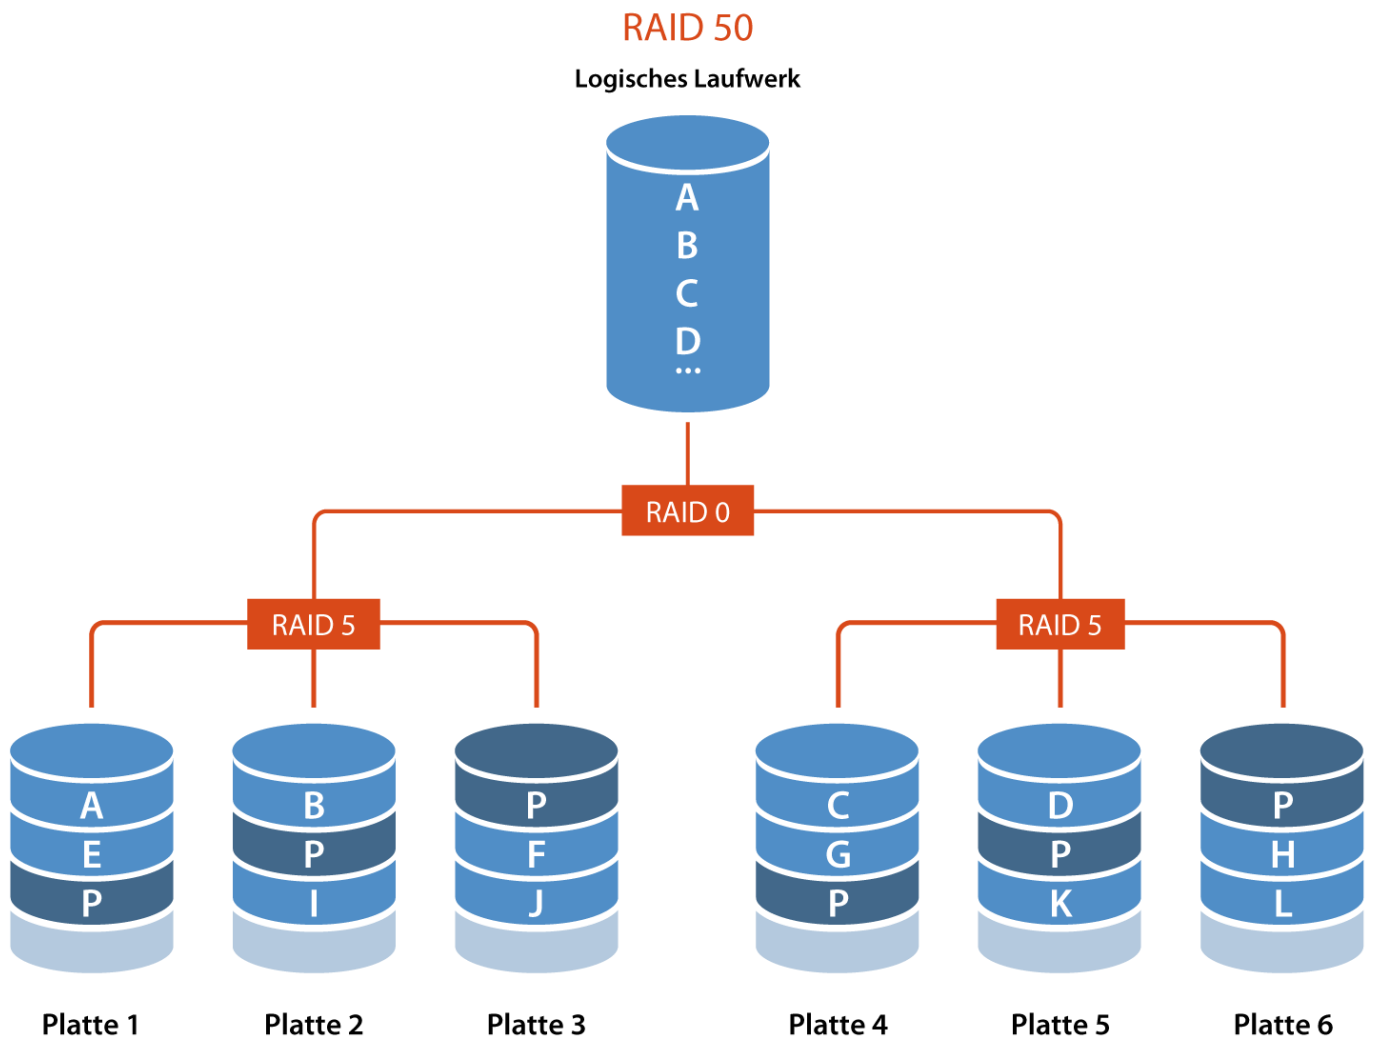 RAID 50
Logisches Laufwerk
A
B
C
D
...
RAID 0
RAID 5 RAID 5
A B P C D P
E P F G P H
P I J P K L
Platte 1 Platte 2 Platte 3 Platte 4 Platte 5 Platte 6